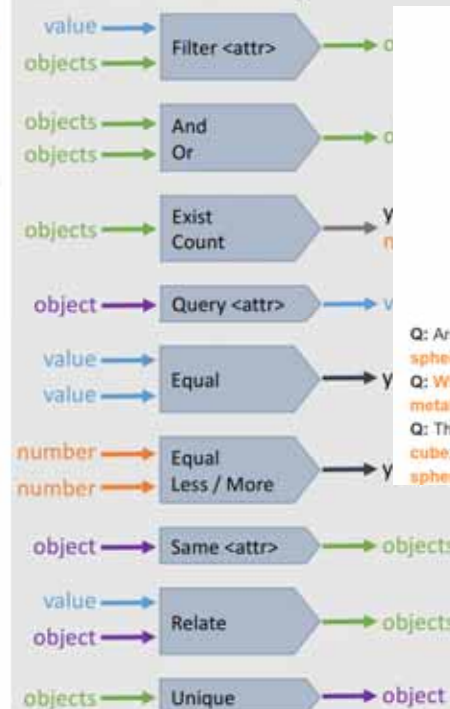 value
Filter <attr>
objects
objects
And
objects
Or
Exist
objects
Count
object
Query <attr>
value
Equal
value
number
Equal
number
Less / More
object
Same <attr>
objects
value
Relate
objects
object
objects
Unique
object
Q:
Q:
Q: